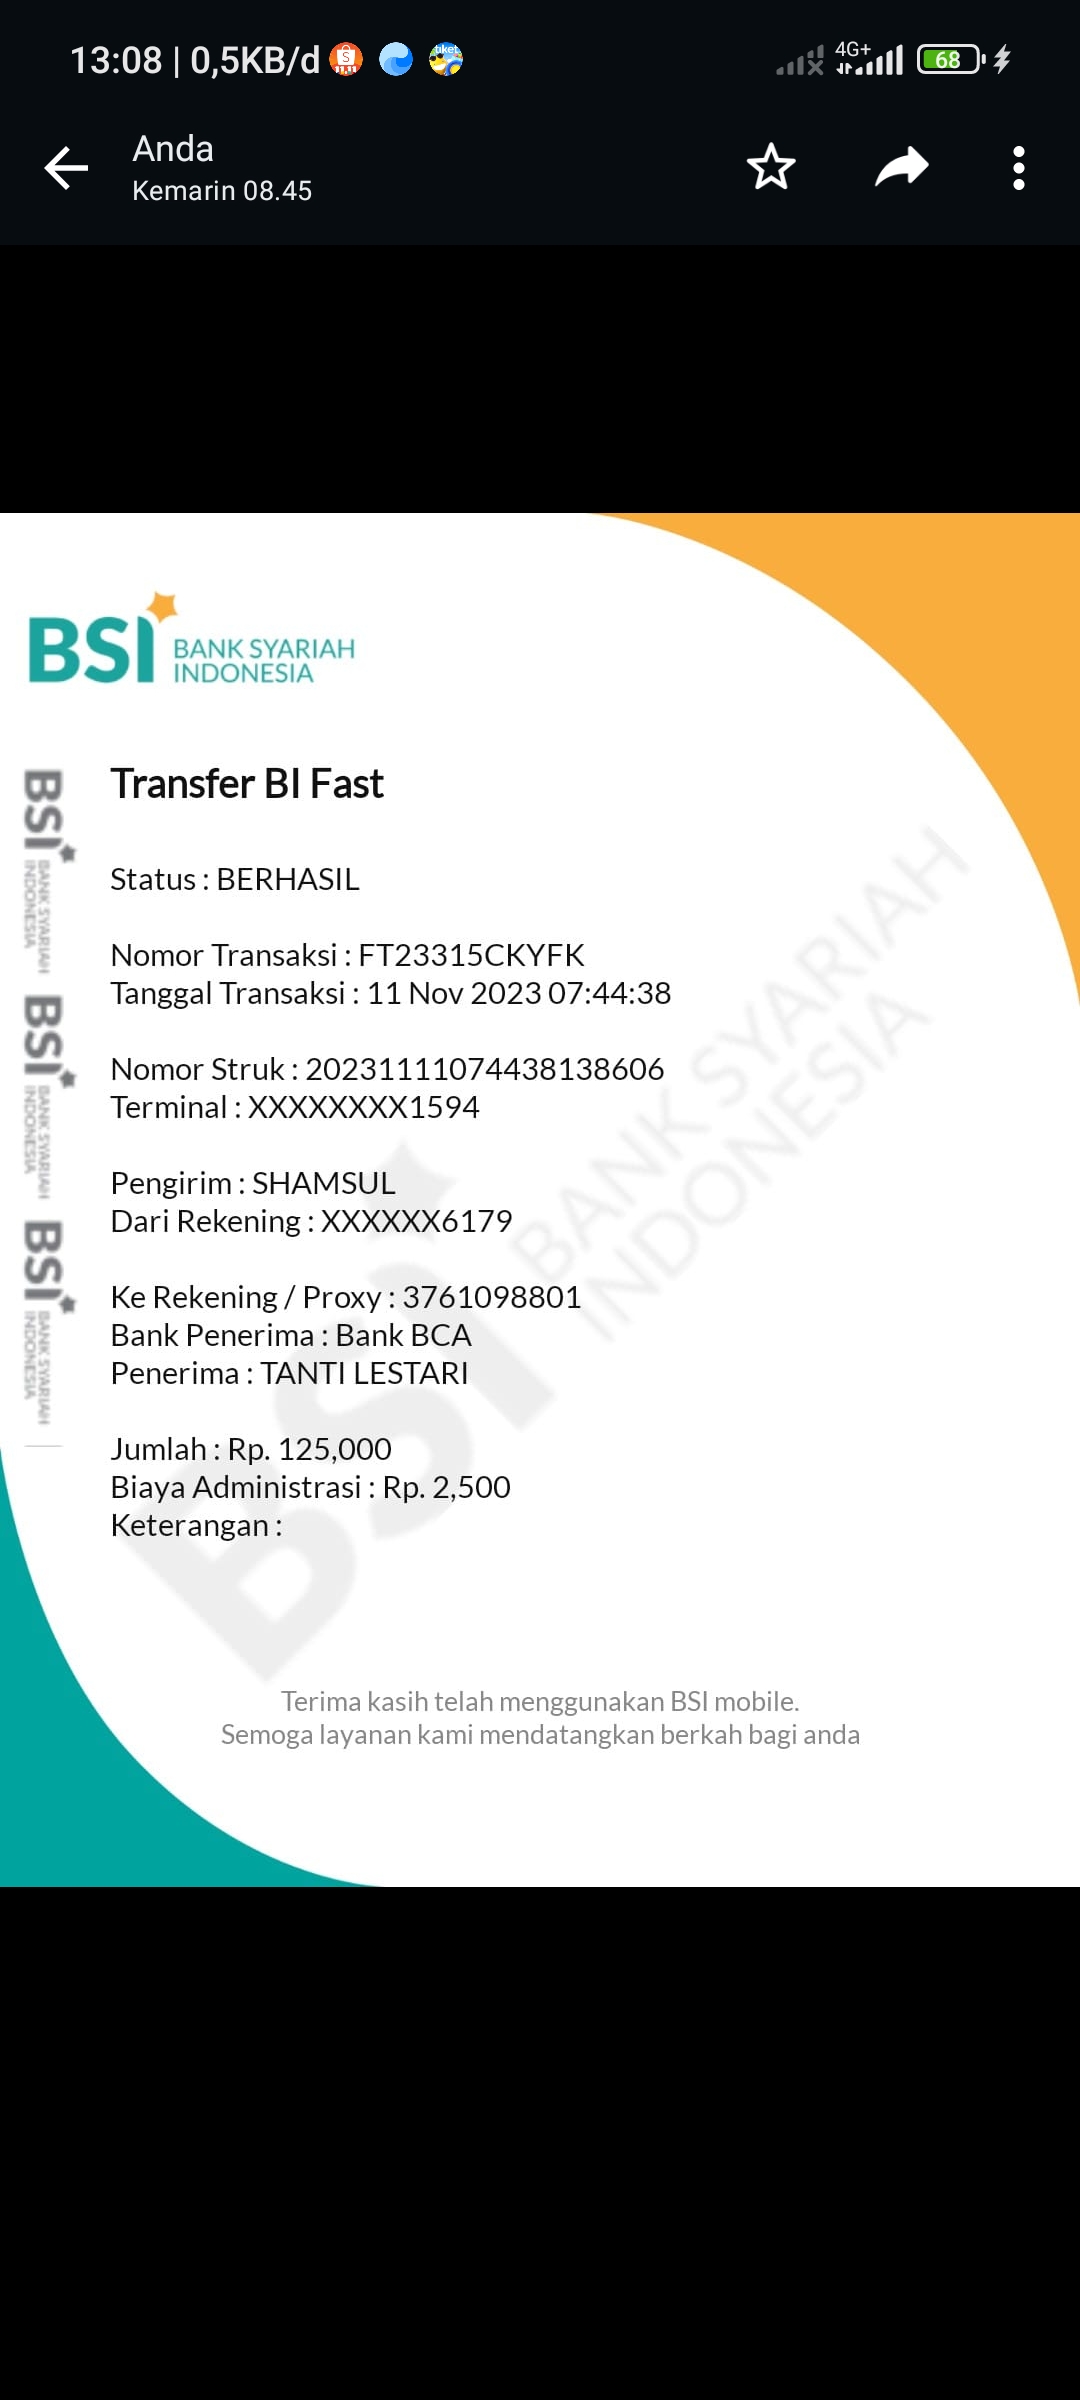 13:08 | 0,5KB/d
4G+
68
Anda
Kemarin 08.45
BSI BANK SYARIAH
INDONESIA
Transfer BI Fast
Status : BERHASIL
Nomor Transaksi : FT23315CKYFK
Tanggal Transaksi : 11 Nov 2023 07:44:38
Nomor Struk : 20231111074438138606
Terminal : XXXXXXXX1594
Pengirim : SHAMSUL
Dari Rekening : XXXXXX6179
Ke Rekening / Proxy : 3761098801
Bank Penerima : Bank BCA
Penerima : TANTI LESTARI
Jumlah : Rp. 125,000
Biaya Administrasi : Rp. 2,500
Keterangan :
Terima kasih telah menggunakan BSI mobile.
Semoga layanan kami mendatangkan berkah bagi anda
BSI BANK SYARIAH
INDONESIA
BSI BANK SYARIAH
INDONESIA
BSI BANK SYARIAH
INDONESIA
BSI BANK SYARIAH
INDONESIA
tiket